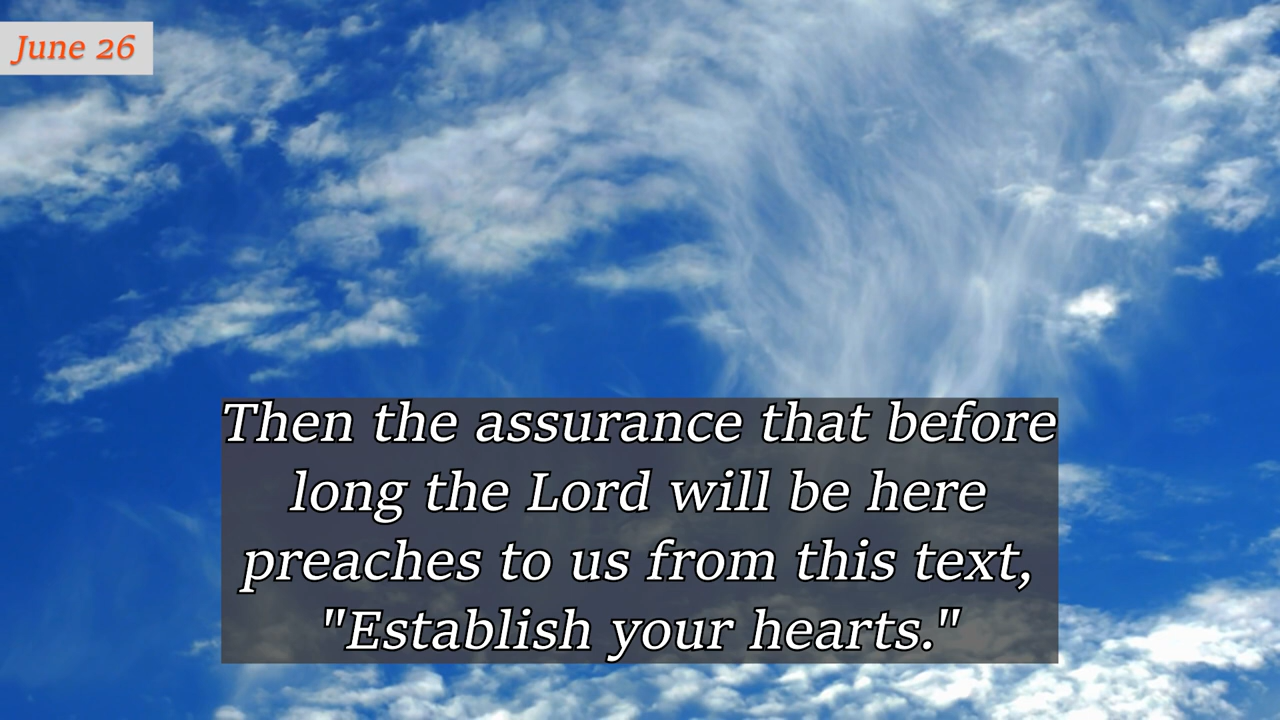 June 26
Then the assurance that before
long the Lord will be here
preaches to us from this text,
"Establish your hearts."